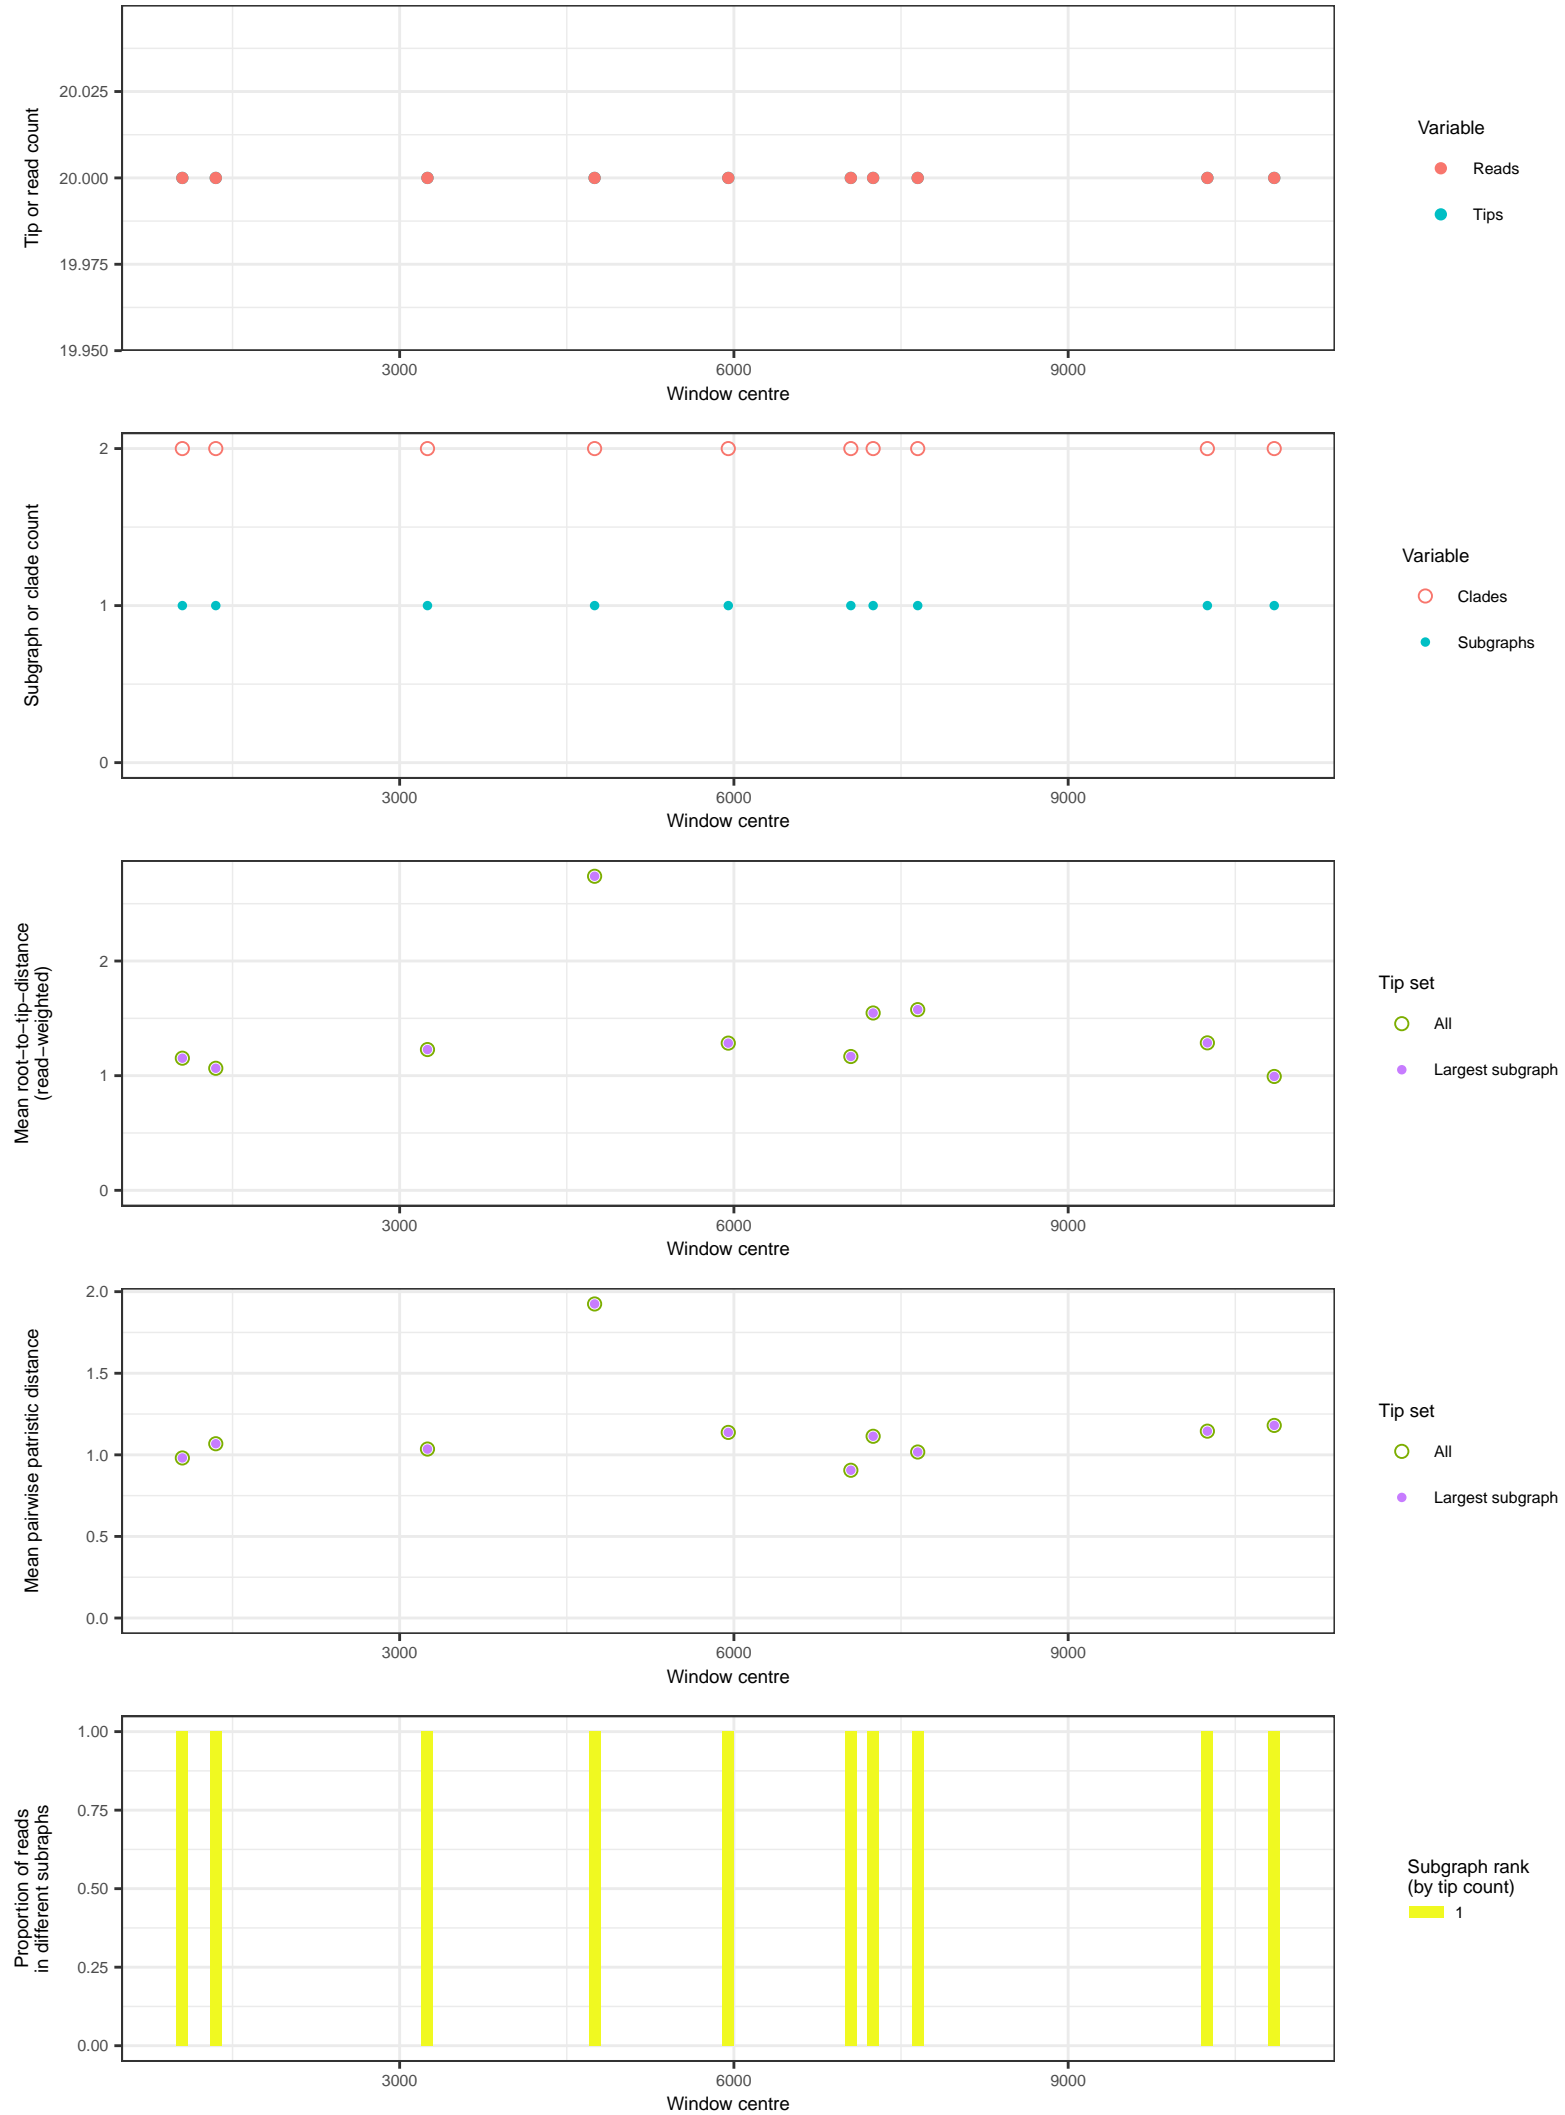 Tip or read count
20.025
20.000
19.975
19.950
3000
6000
9000
Window centre
Variable
Reads
Tips
Subgraph or clade count
2
1
0
3000
6000
9000
Window centre
Variable
Clades
Subgraphs
Mean root−to−tip−distance
(read−weighted)
2
1
0
3000
6000
9000
Window centre
Tip set
All
Largest subgraph
Mean pairwise patristic distance
2.0
1.5
1.0
0.5
0.0
3000
6000
9000
Window centre
Tip set
All
Largest subgraph
Proportion of reads
in different subraphs
1.00
0.75
0.50
0.25
0.00
3000
6000
9000
Window centre
Subgraph rank
(by tip count)
1